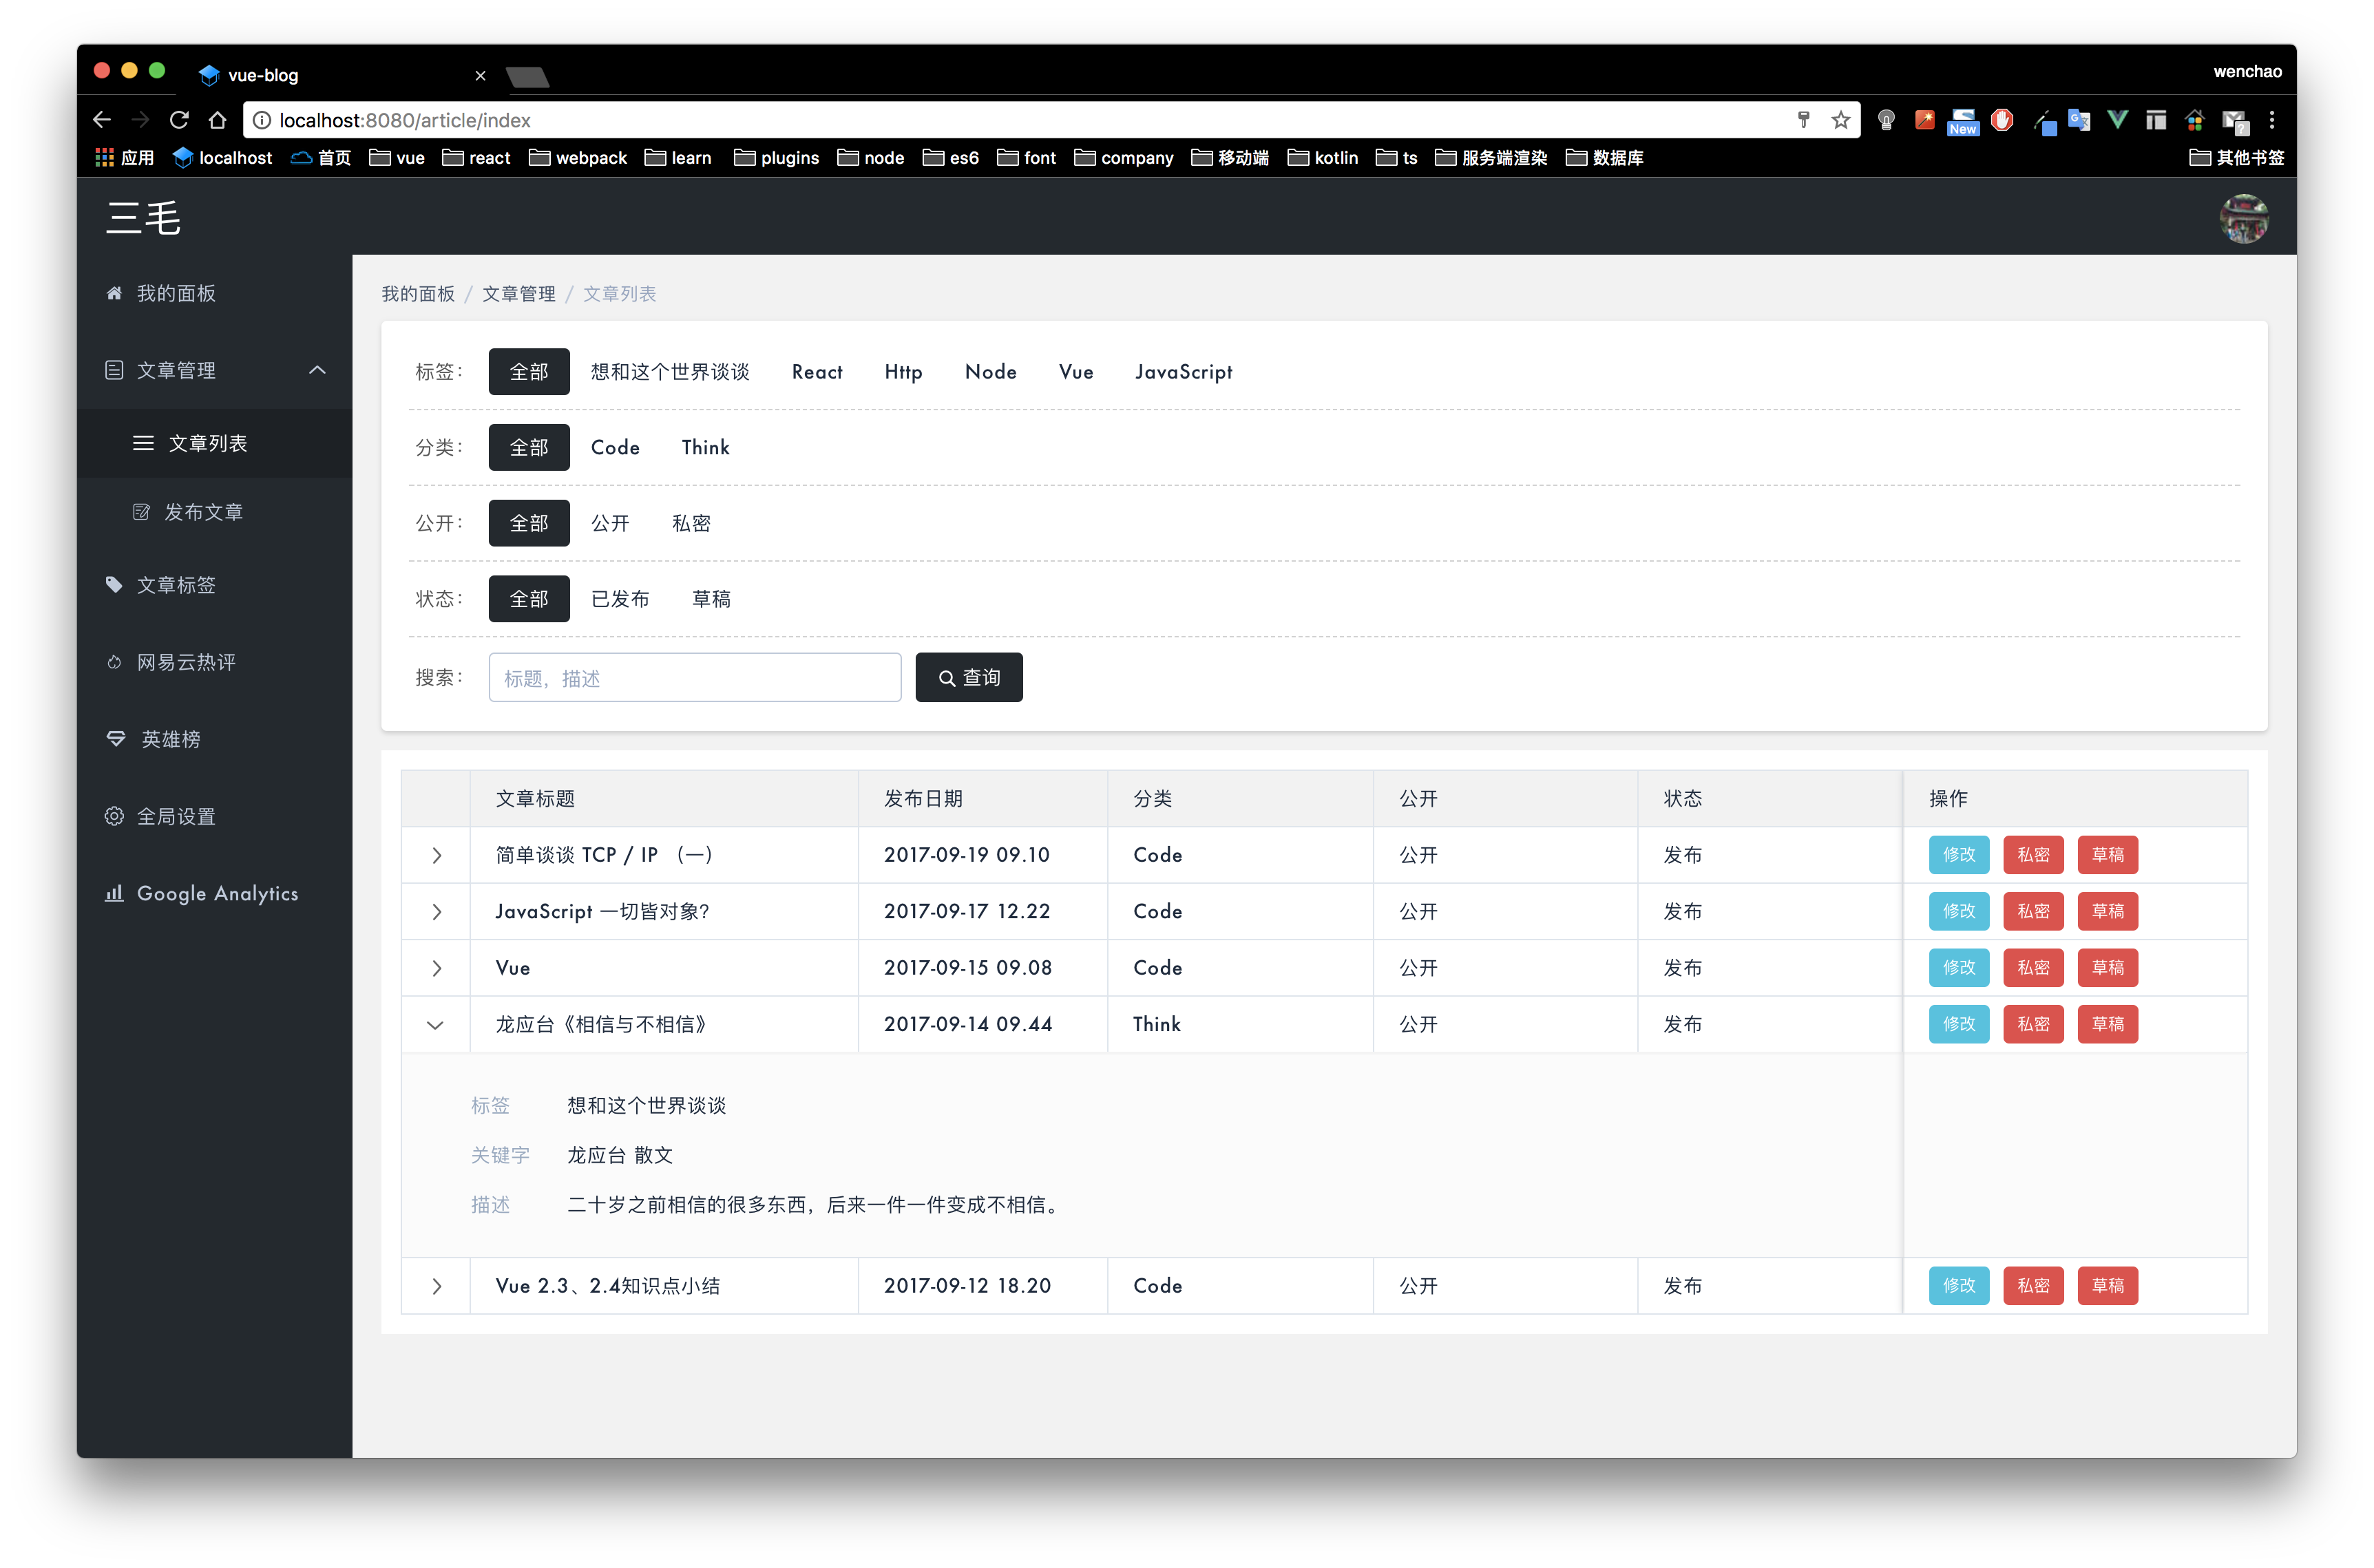 vue-blog
wenchao
localhost:8080/article/index
New
应用 localhost 首页 vue react webpack learn plugins node es6 font company 移动端 kotlin ts 服务端渲染 数据库 其他书签
三毛
我的面板
文章管理
文章列表
发布文章
文章标签
网易云热评
英雄榜
全局设置
Google Analytics
我的面板 / 文章管理 / 文章列表
标签： 全部 想和这个世界谈谈 React Http Node Vue JavaScript
分类： 全部 Code Think
公开： 全部 公开 私密
状态： 全部 已发布 草稿
搜索： 标题，描述 查询
文章标题 发布日期 分类 公开 状态 操作
简单谈谈 TCP / IP （一） 2017-09-19 09.10 Code 公开 发布 修改 私密 草稿
JavaScript 一切皆对象？ 2017-09-17 12.22 Code 公开 发布 修改 私密 草稿
Vue 2017-09-15 09.08 Code 公开 发布 修改 私密 草稿
龙应台《相信与不相信》 2017-09-14 09.44 Think 公开 发布 修改 私密 草稿
标签 想和这个世界谈谈
关键字 龙应台 散文
描述 二十岁之前相信的很多东西，后来一件一件变成不相信。
Vue 2.3、2.4知识点小结 2017-09-12 18.20 Code 公开 发布 修改 私密 草稿